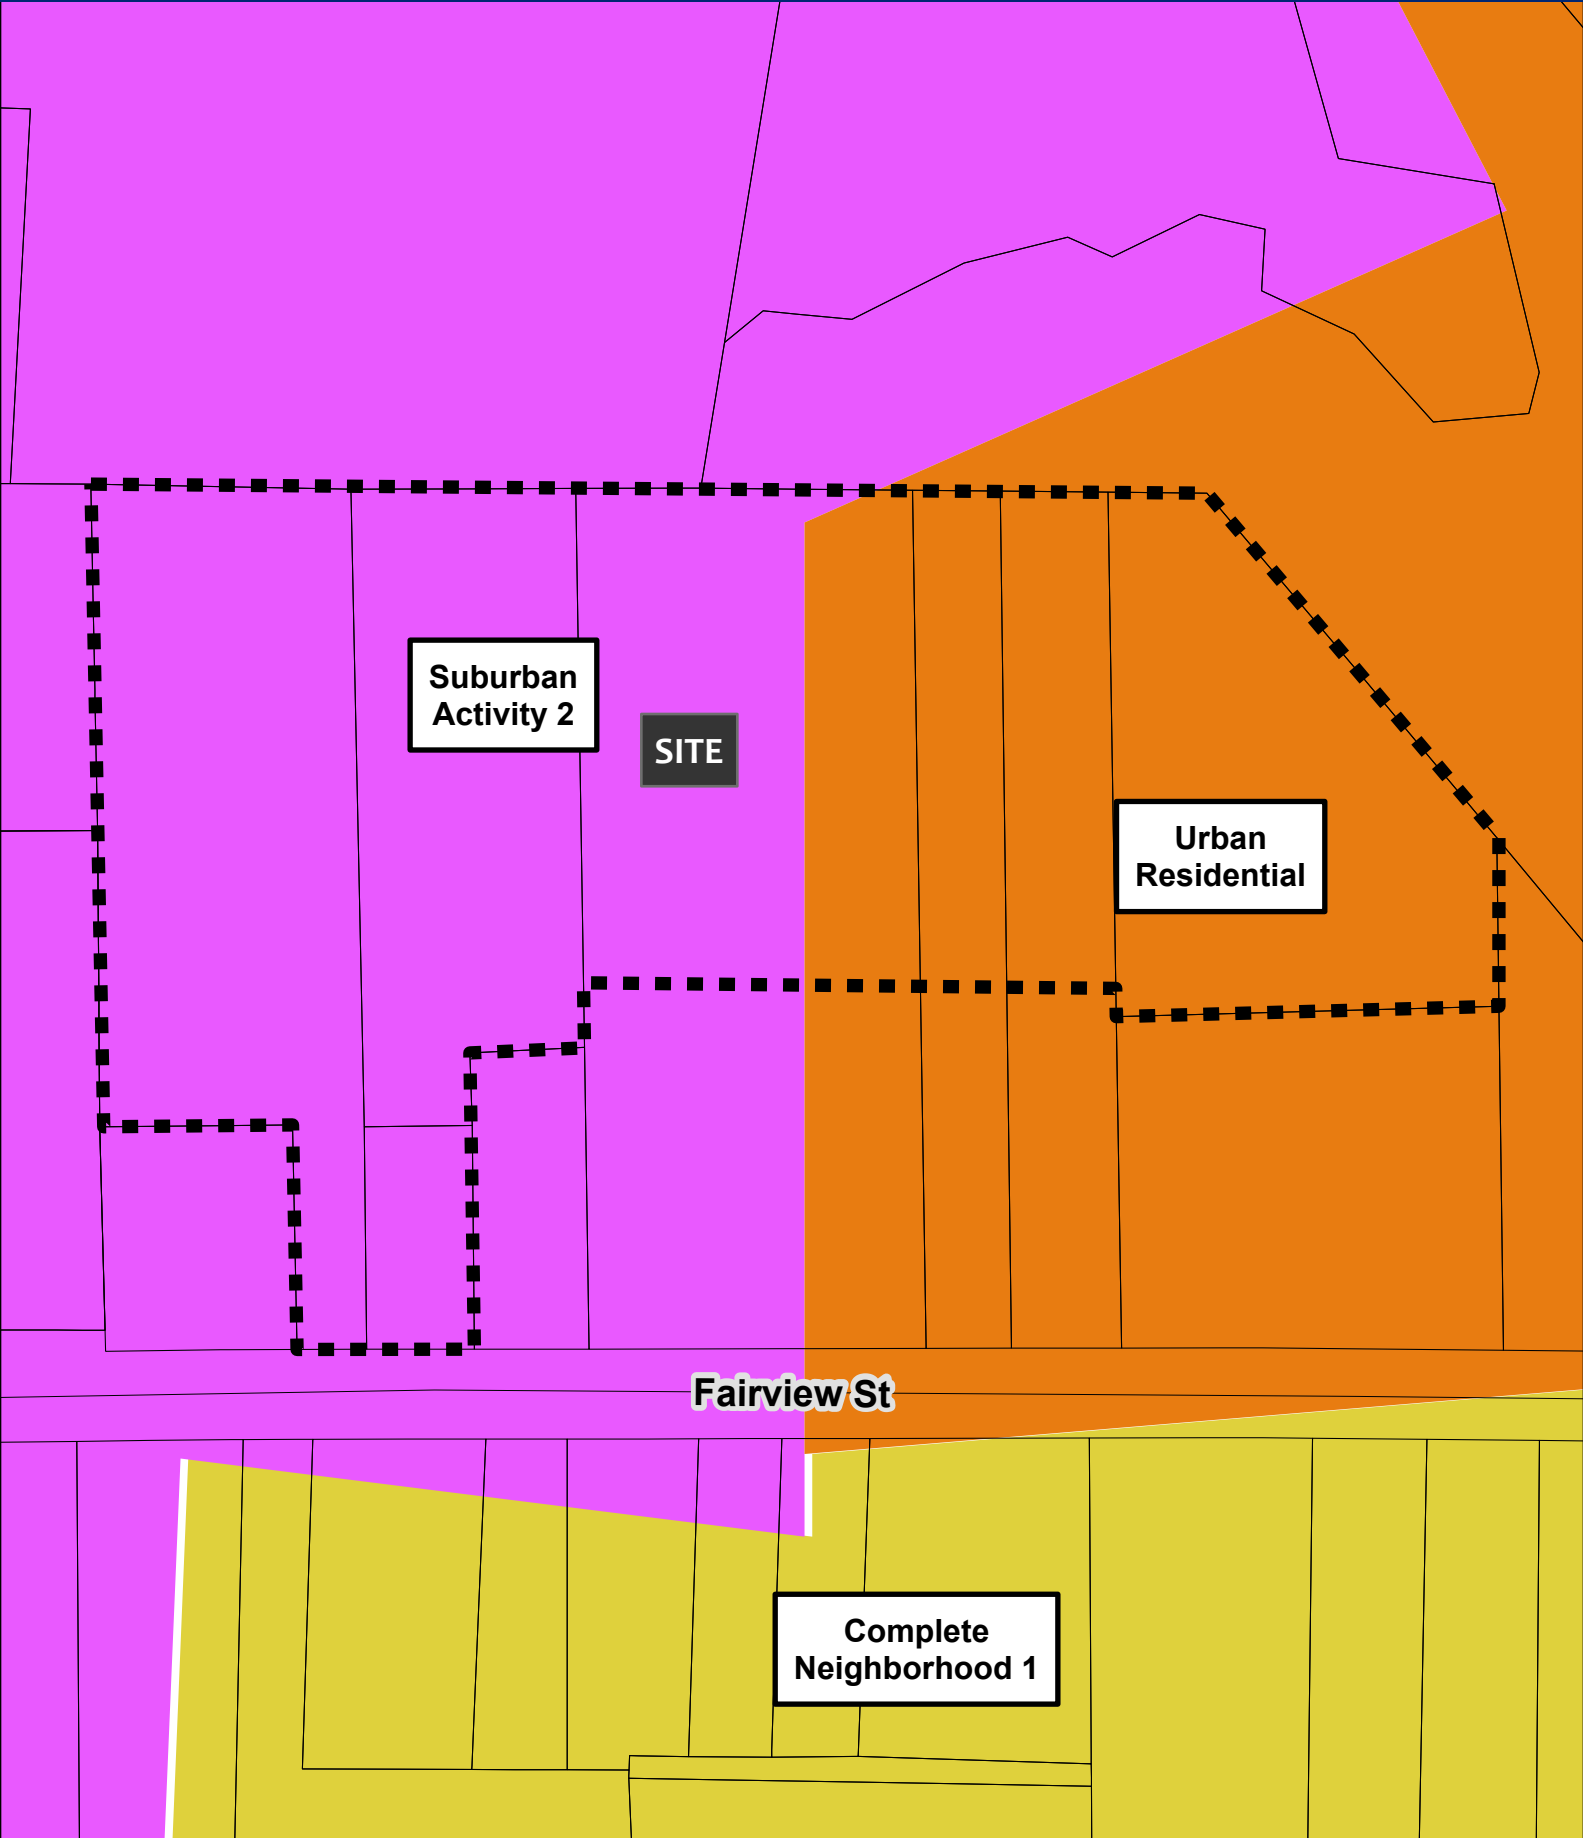 Suburban
Activity 2
SITE
Urban
Residential
Fairview St
Complete
Neighborhood 1